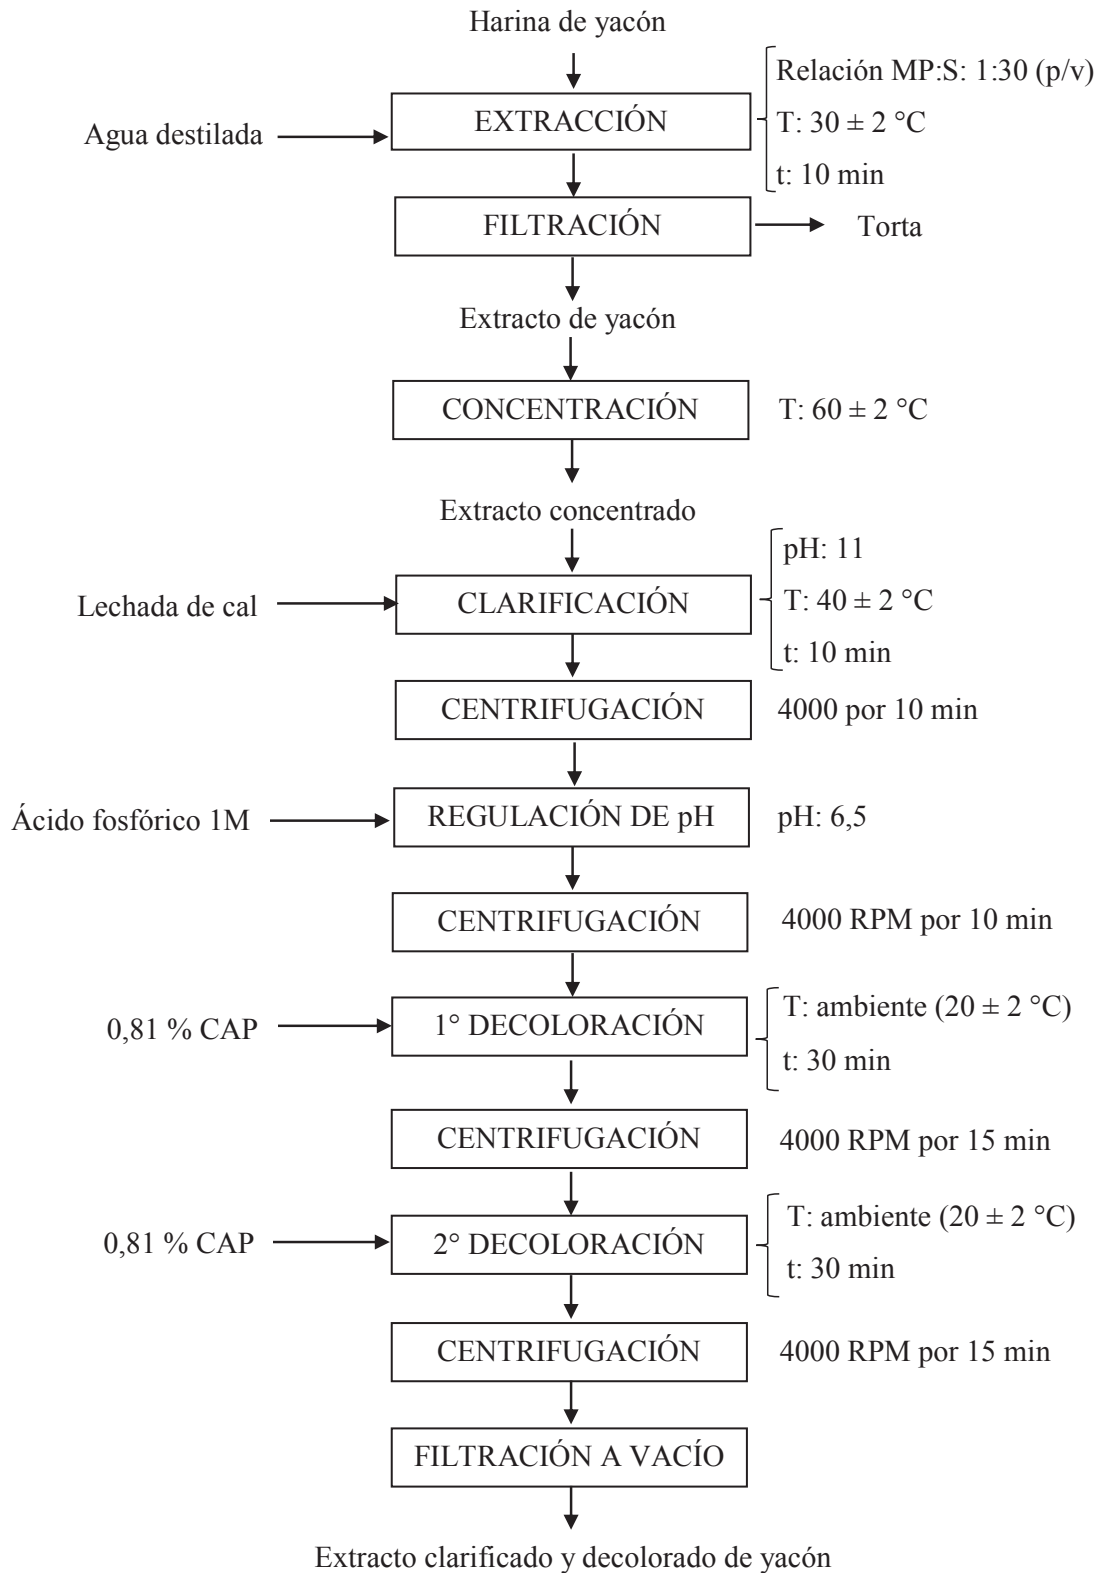 Harina de yacón
Relación MP:S: 1:30 (p/v)
Agua destilada
EXTRACCIÓN
T: 30 ± 2 °C
t: 10 min
FILTRACIÓN
Torta
Extracto de yacón
CONCENTRACIÓN
T: 60 ± 2 °C
Extracto concentrado
pH: 11
Lechada de cal
CLARIFICACIÓN
T: 40 ± 2 °C
t: 10 min
CENTRIFUGACIÓN
4000 por 10 min
Ácido fosfórico 1M
REGULACIÓN DE pH
pH: 6,5
CENTRIFUGACIÓN
4000 RPM por 10 min
0,81 % CAP
1° DECOLORACIÓN
T: ambiente (20 ± 2 °C)
t: 30 min
CENTRIFUGACIÓN
4000 RPM por 15 min
0,81 % CAP
2° DECOLORACIÓN
T: ambiente (20 ± 2 °C)
t: 30 min
CENTRIFUGACIÓN
4000 RPM por 15 min
FILTRACIÓN A VACÍO
Extracto clarificado y decolorado de yacón